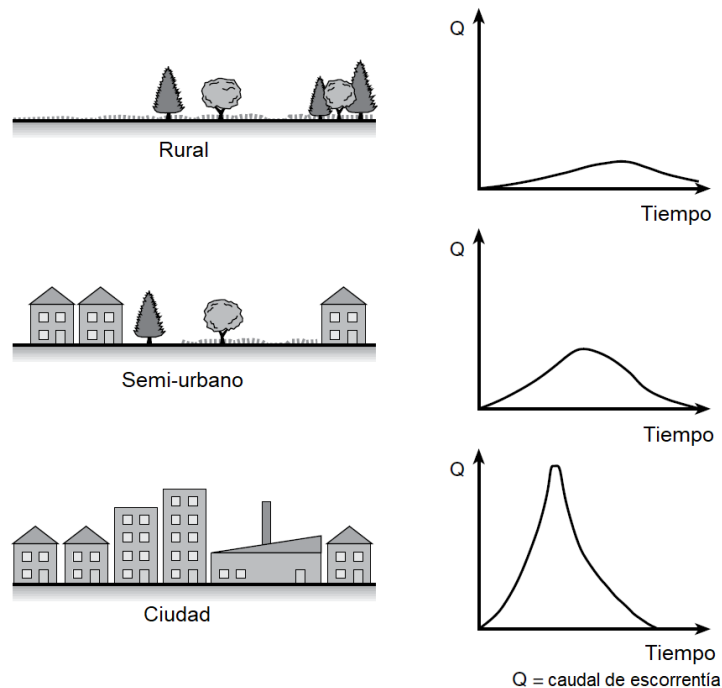 Q
Rural
Tiempo
Q
Semi-urbano
Tiempo
Q
Ciudad
Tiempo
Q = caudal de escorrentía